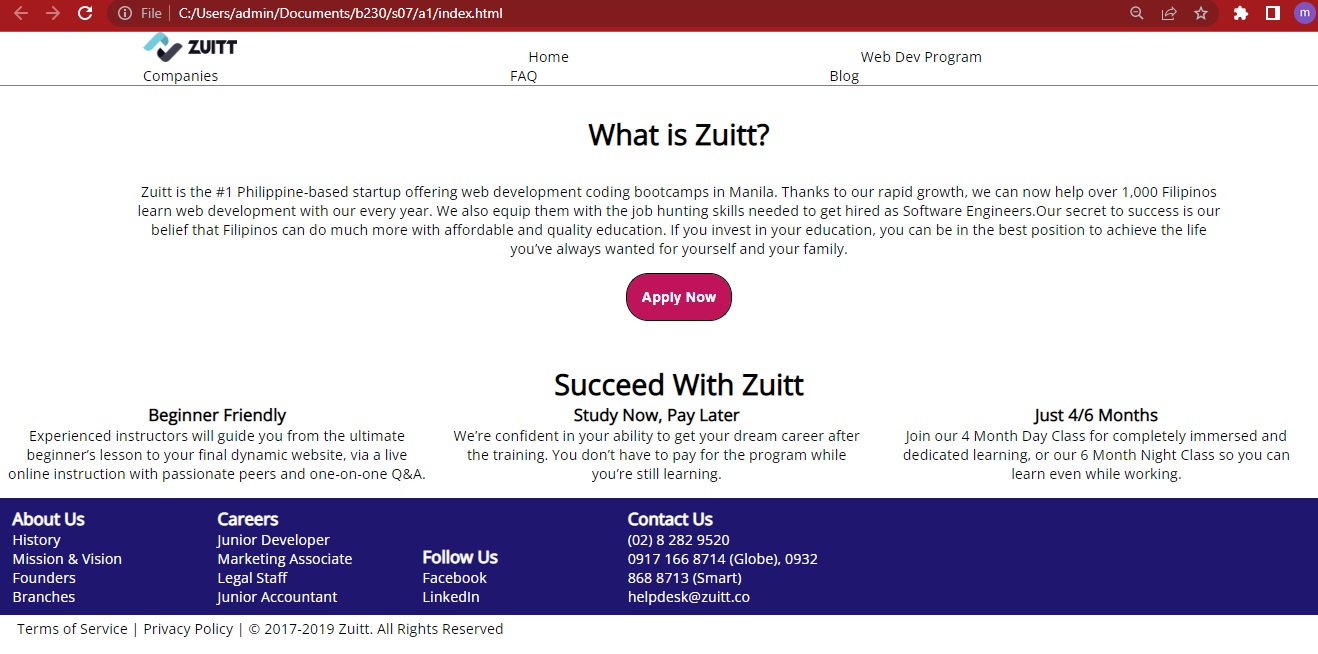 File | C:/Users/admin/Documents/b230/s07/a1/index.html
m
ZUITT
Home
Web Dev Program
Companies
FAQ
Blog
What is Zuitt?
Zuitt is the #1 Philippine-based startup offering web development coding bootcamps in Manila. Thanks to our rapid growth, we can now help over 1,000 Filipinos
learn web development with our every year. We also equip them with the job hunting skills needed to get hired as Software Engineers.Our secret to success is our
belief that Filipinos can do much more with affordable and quality education. If you invest in your education, you can be in the best position to achieve the life
you’ve always wanted for yourself and your family.
Apply Now
Succeed With Zuitt
Beginner Friendly
Experienced instructors will guide you from the ultimate
beginner’s lesson to your final dynamic website, via a live
online instruction with passionate peers and one-on-one Q&A.
Study Now, Pay Later
We’re confident in your ability to get your dream career after
the training. You don’t have to pay for the program while
you’re still learning.
Just 4/6 Months
Join our 4 Month Day Class for completely immersed and
dedicated learning, or our 6 Month Night Class so you can
learn even while working.
About Us
History
Mission & Vision
Founders
Branches
Careers
Junior Developer
Marketing Associate
Legal Staff
Junior Accountant
Follow Us
Facebook
LinkedIn
Contact Us
(02) 8 282 9520
0917 166 8714 (Globe), 0932
868 8713 (Smart)
helpdesk@zuitt.co
Terms of Service | Privacy Policy | © 2017-2019 Zuitt. All Rights Reserved